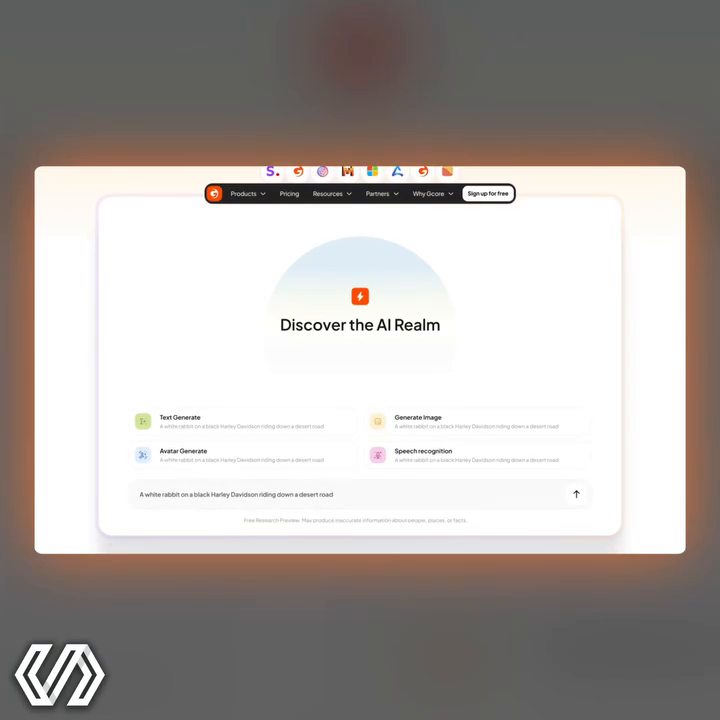 Products
Pricing
Resources
Partners
Why Gcore
Sign up for free
Discover the AI Realm
Text Generate
A white rabbit on a black Harley Davidson riding down a desert road
Generate Image
A white rabbit on a black Harley Davidson riding down a desert road
Avatar Generate
A white rabbit on a black Harley Davidson riding down a desert road
Speech recognition
A white rabbit on a black Harley Davidson riding down a desert road
A white rabbit on a black Harley Davidson riding down a desert road
Free Research Preview. May produce inaccurate information about people, places, or facts.